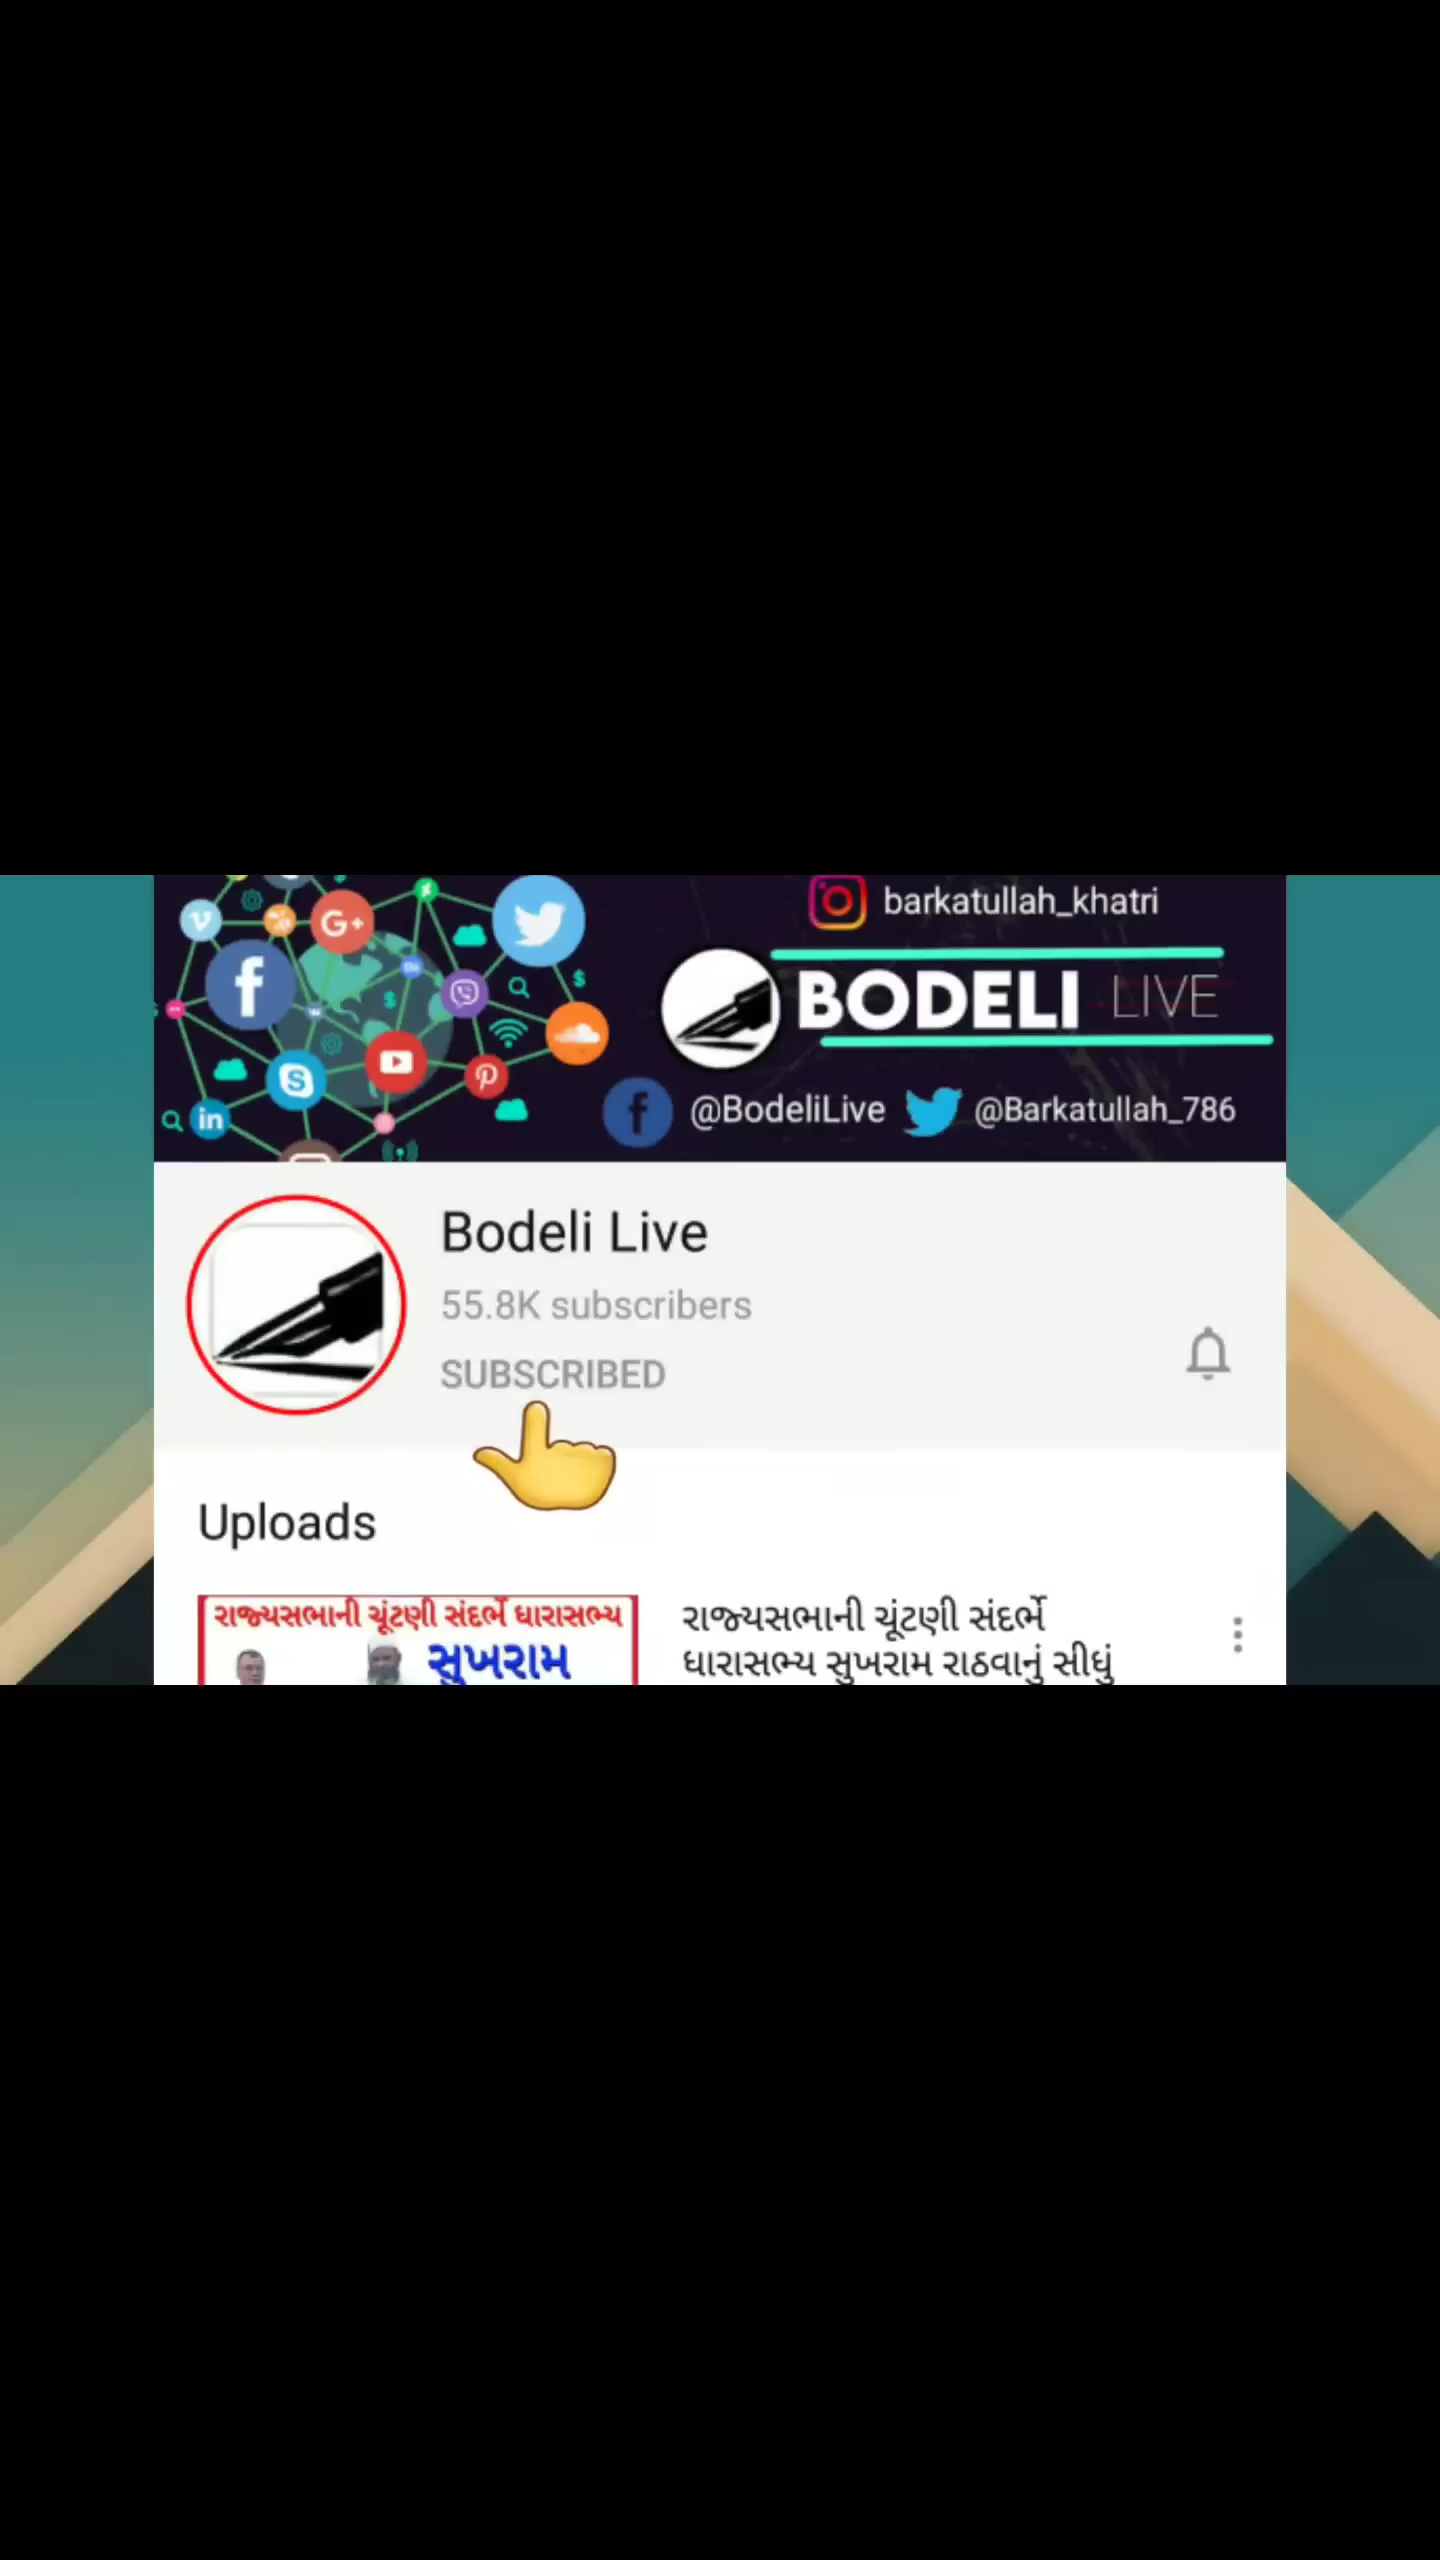 barkatullah_khatri
BODELI LIVE
@BodeliLive @Barkatullah_786
Bodeli Live
55.8K subscribers
SUBSCRIBED
Uploads
રાજ્યસભાની ચૂંટણી સંદર્ભે ધારાસભ્ય
સુખરામ
રાજ્યસભાની ચૂંટણી સંદર્ભે
ધારાસભ્ય સુખરામ રાઠવાનું સીધું